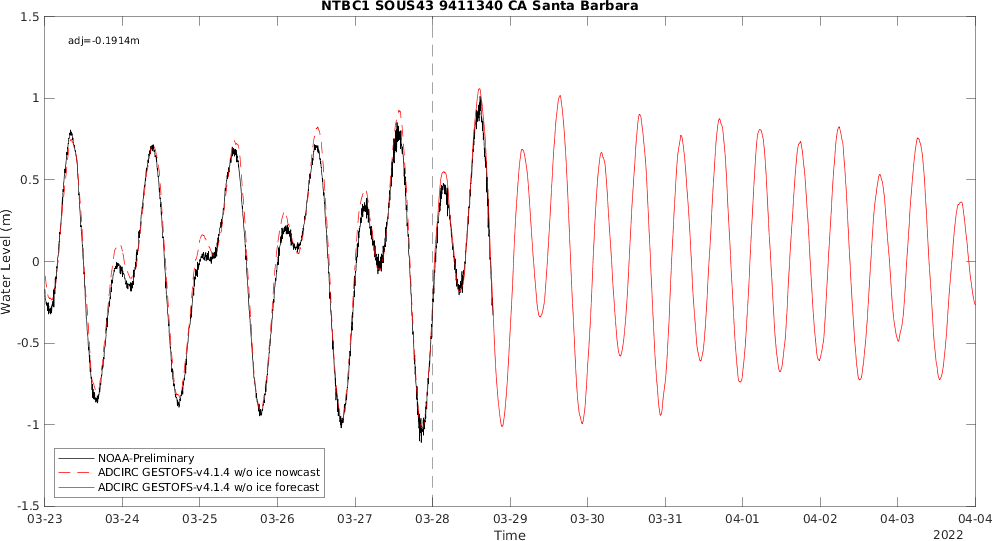 NTBC1 SOUS43 9411340 CA Santa Barbara
1.5
adj=-0.1914m
1
0.5
0
-0.5
-1
-1.5
Water Level (m)
NOAA-Preliminary
ADCIRC GESTOFS-v4.1.4 w/o ice nowcast
ADCIRC GESTOFS-v4.1.4 w/o ice forecast
03-23 03-24 03-25 03-26 03-27 03-28 03-29 03-30 03-31 04-01 04-02 04-03 04-04
Time
2022